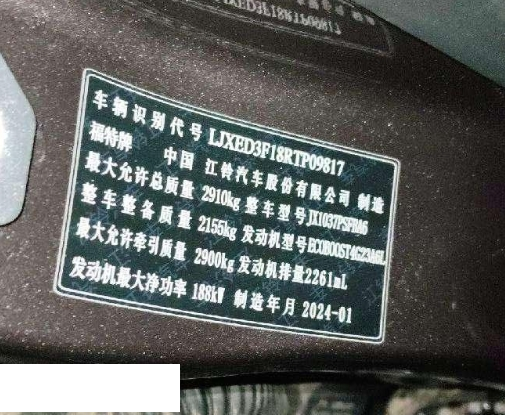 车辆识别代号 LJXED3F18RTP09817
福特牌 中国 江铃汽车股份有限公司 制造
最大允许总质量 2910kg 整车型号 JX1037PSFBA6
整车整备质量 2155kg 发动机型号 ECOBOOST4G23A6L
最大允许牵引质量 2900kg 发动机排量 2261mL
发动机最大净功率 188kW 制造年月 2024-01